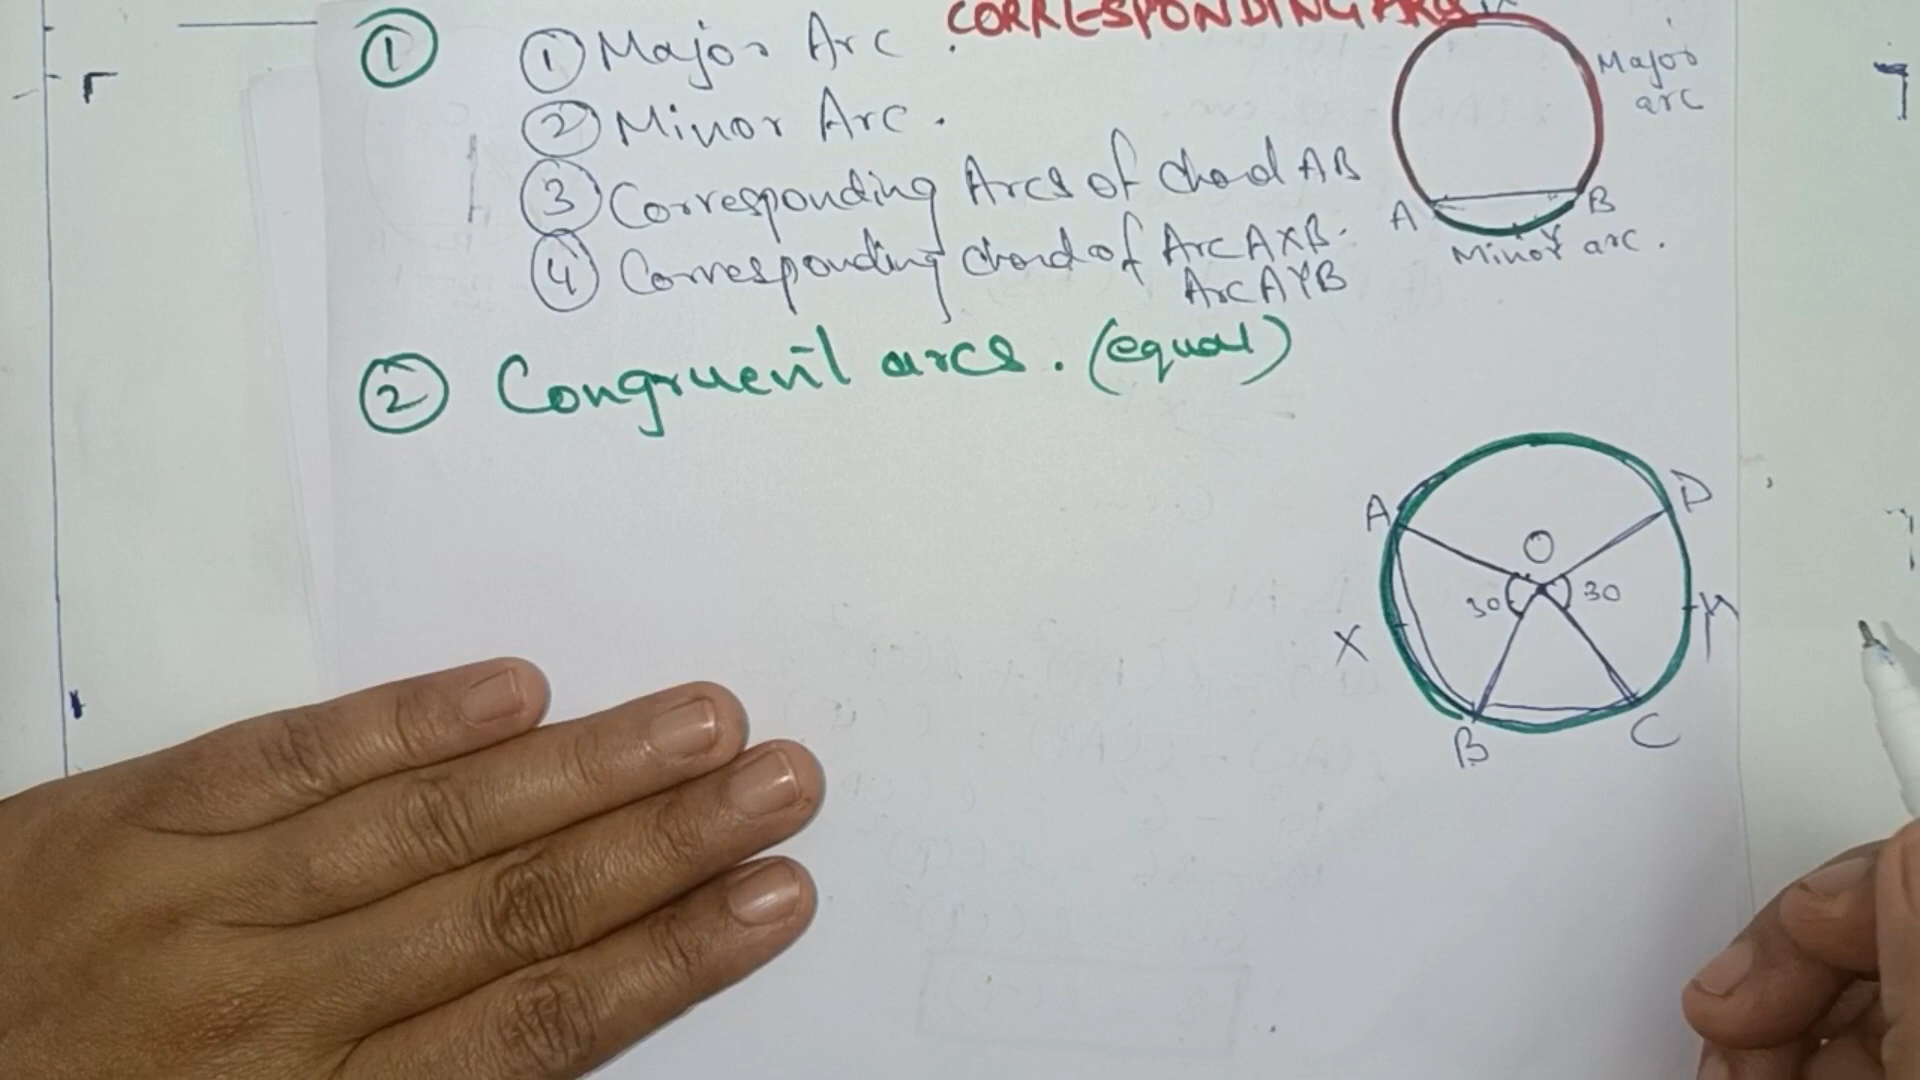 CORRESPONDING ARC
① ① Major Arc.
② Minor Arc.
③ Corresponding Arcs of chord AB
④ Corresponding chord of Arc AXB.
Arc AYB
Major
arc
A
B
Y
Minor arc.
② Congruent arcs. (equal)
A
D
O
30
30
X
B
C